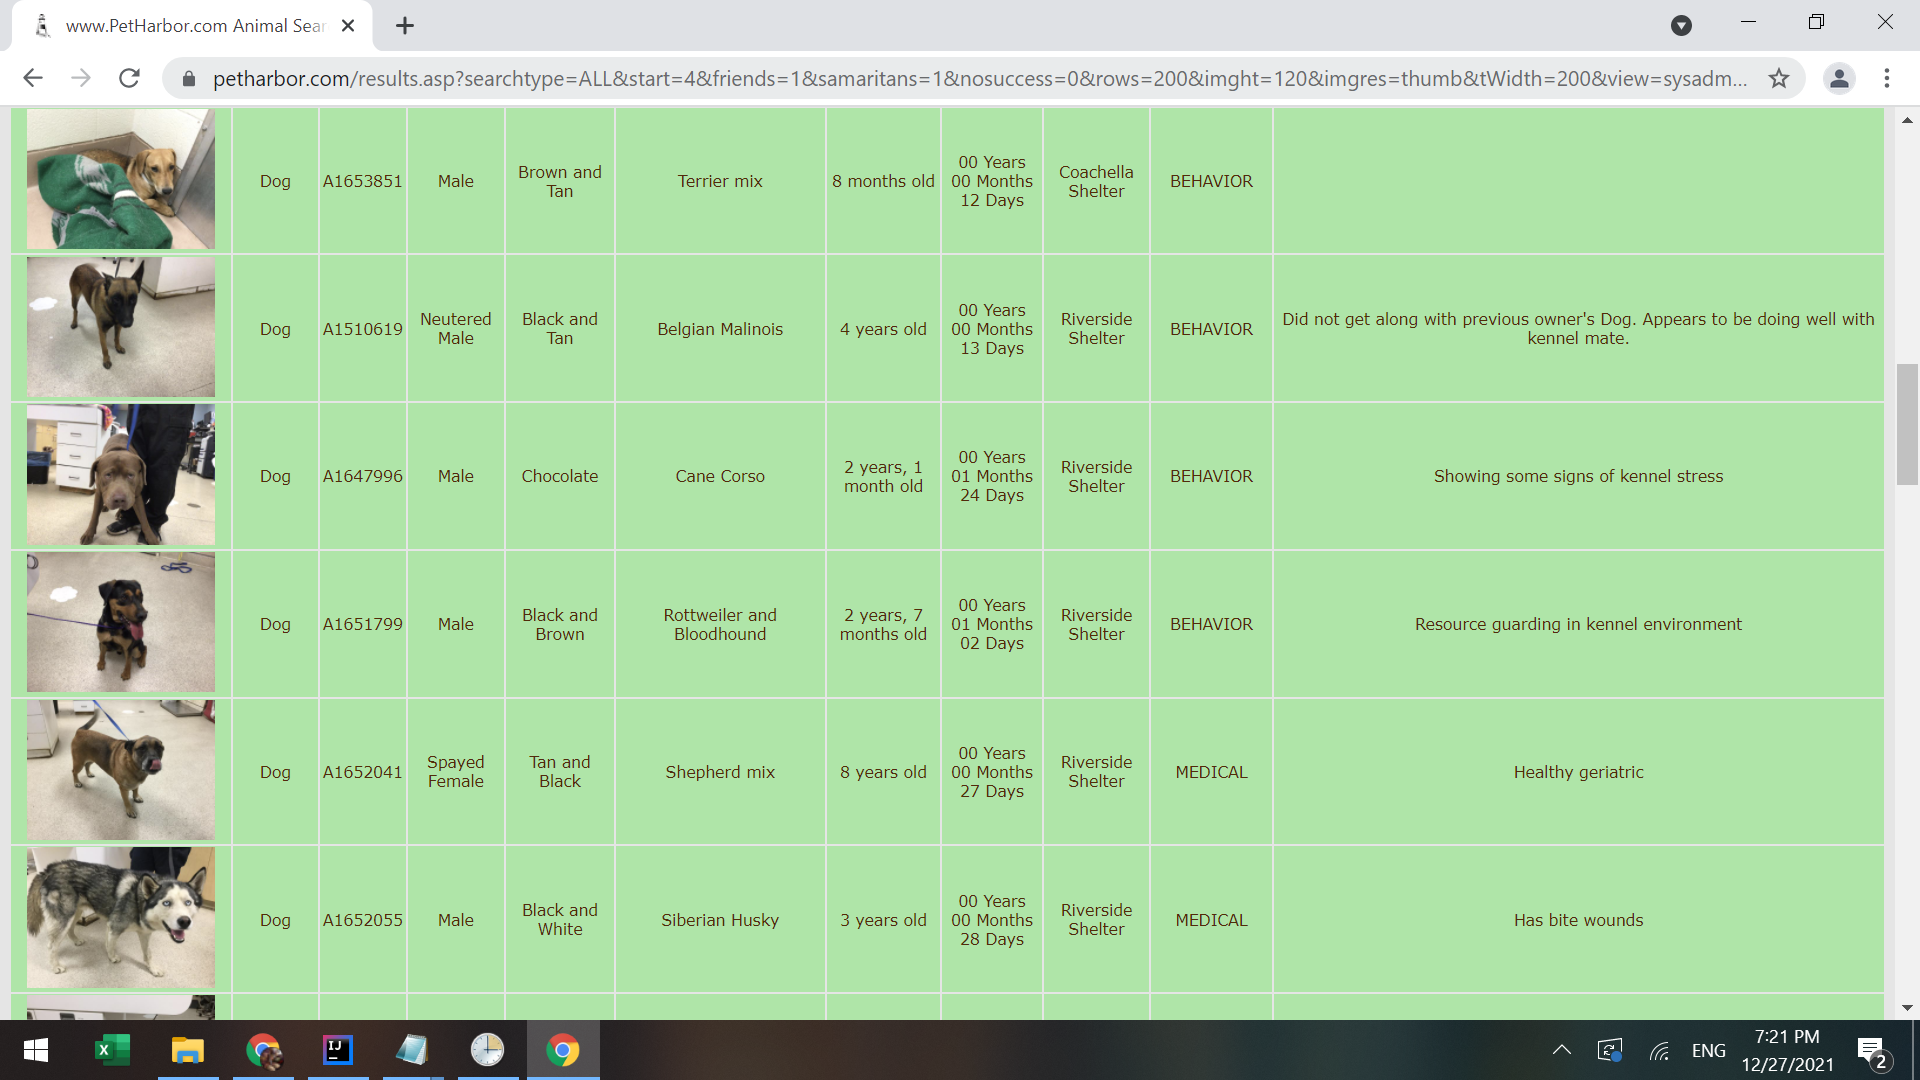 www.PetHarbor.com Animal Sear
petharbor.com/results.asp?searchtype=ALL&start=4&friends=1&samaritans=1&nosuccess=0&rows=200&imght=120&imgres=thumb&tWidth=200&view=sysadm...
Dog
A1653851
Male
Brown and
Tan
Terrier mix
8 months old
00 Years
00 Months
12 Days
Coachella
Shelter
BEHAVIOR
Dog
A1510619
Neutered
Male
Black and
Tan
Belgian Malinois
4 years old
00 Years
00 Months
13 Days
Riverside
Shelter
BEHAVIOR
Did not get along with previous owner's Dog. Appears to be doing well with
kennel mate.
Dog
A1647996
Male
Chocolate
Cane Corso
2 years, 1
month old
00 Years
01 Months
24 Days
Riverside
Shelter
BEHAVIOR
Showing some signs of kennel stress
Dog
A1651799
Male
Black and
Brown
Rottweiler and
Bloodhound
2 years, 7
months old
00 Years
01 Months
02 Days
Riverside
Shelter
BEHAVIOR
Resource guarding in kennel environment
Dog
A1652041
Spayed
Female
Tan and
Black
Shepherd mix
8 years old
00 Years
00 Months
27 Days
Riverside
Shelter
MEDICAL
Healthy geriatric
Dog
A1652055
Male
Black and
White
Siberian Husky
3 years old
00 Years
00 Months
28 Days
Riverside
Shelter
MEDICAL
Has bite wounds
X
IJ
ENG
7:21 PM
12/27/2021
2